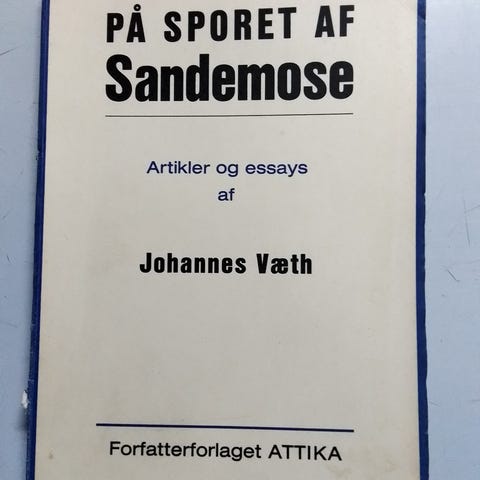 PÅ SPORET AF
Sandemose
Artikler og essays
af
Johannes Væth
Forfatterforlaget ATTIKA